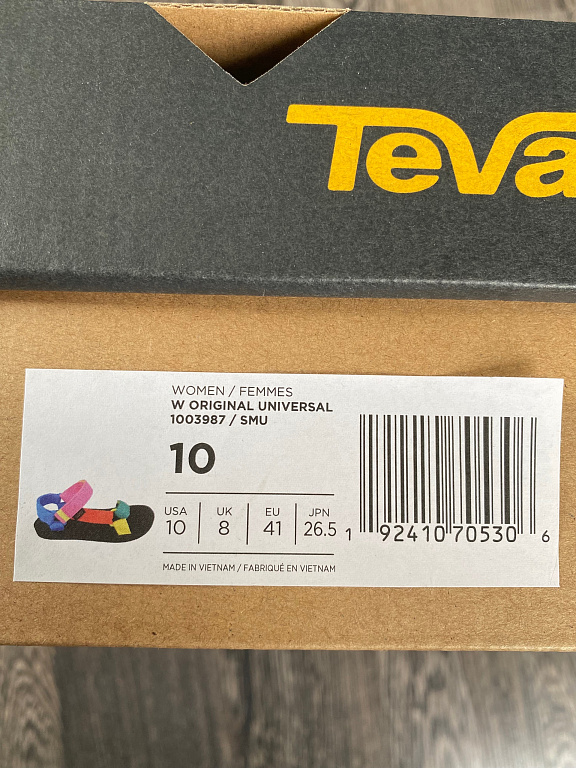 Teva
WOMEN / FEMMES
W ORIGINAL UNIVERSAL
1003987 / SMU
10
USA UK EU JPN
10 8 41 26.5
1 92410 70530 6
MADE IN VIETNAM / FABRIQUÉ EN VIETNAM